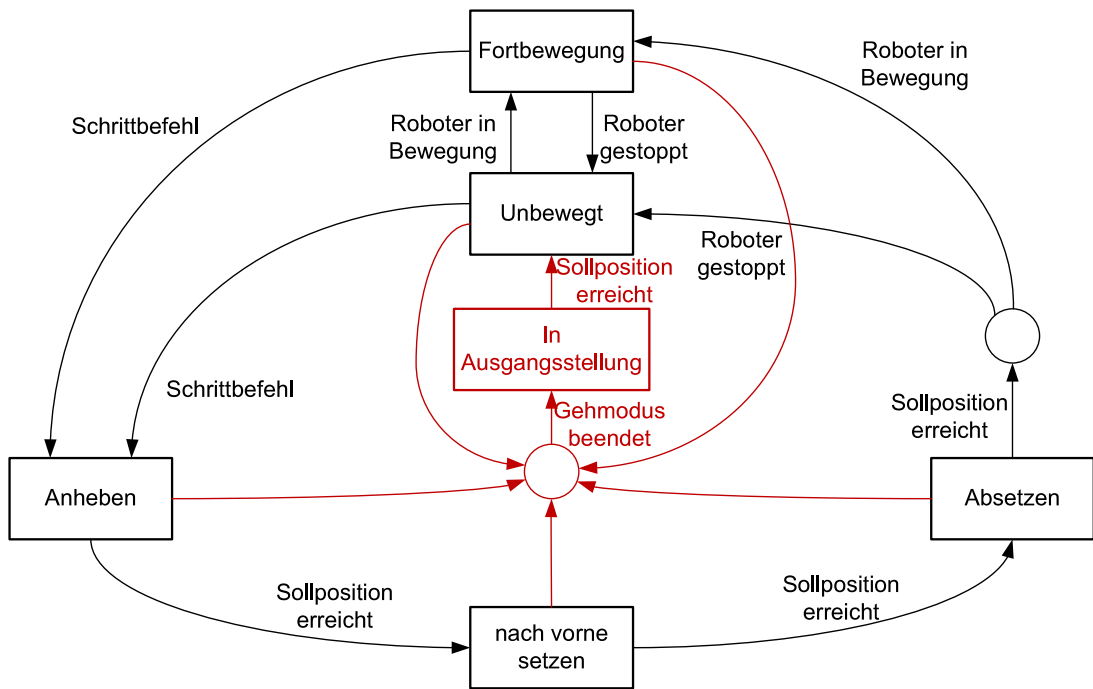 Fortbewegung
Roboter in
Bewegung
Schrittbefehl
Roboter in
Bewegung
Roboter
gestoppt
Unbewegt
Roboter
gestoppt
Sollposition
erreicht
In
Ausgangsstellung
Schrittbefehl
Gehmodus
beendet
Sollposition
erreicht
Anheben
Absetzen
Sollposition
erreicht
Sollposition
erreicht
nach vorne
setzen